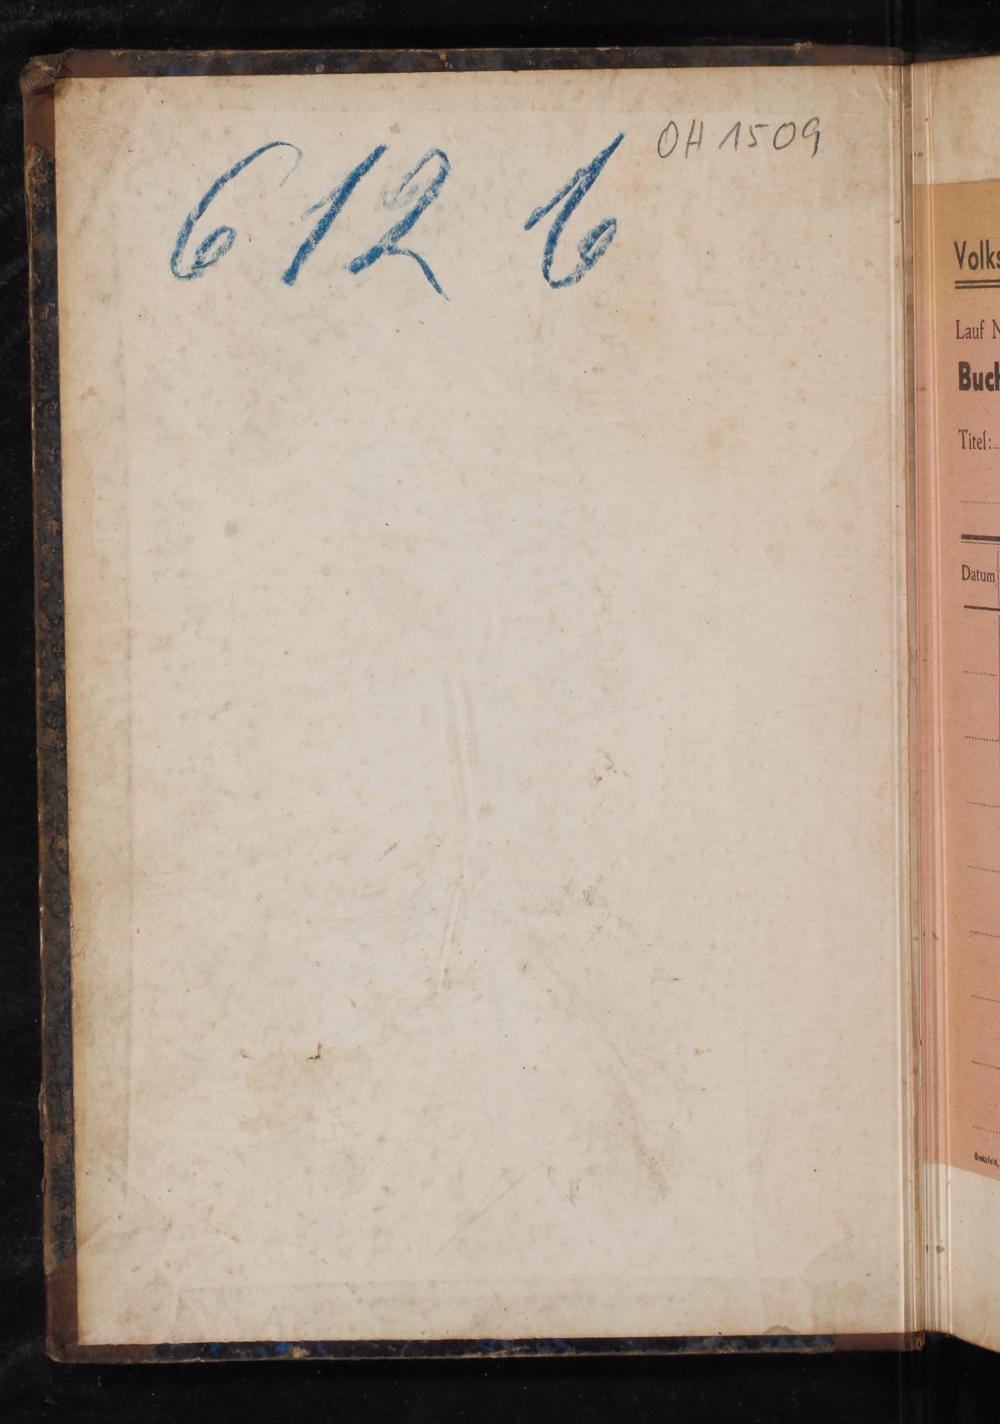 OH 1509
612 b
Volks
Lauf N
Buch
Titel:
Datum